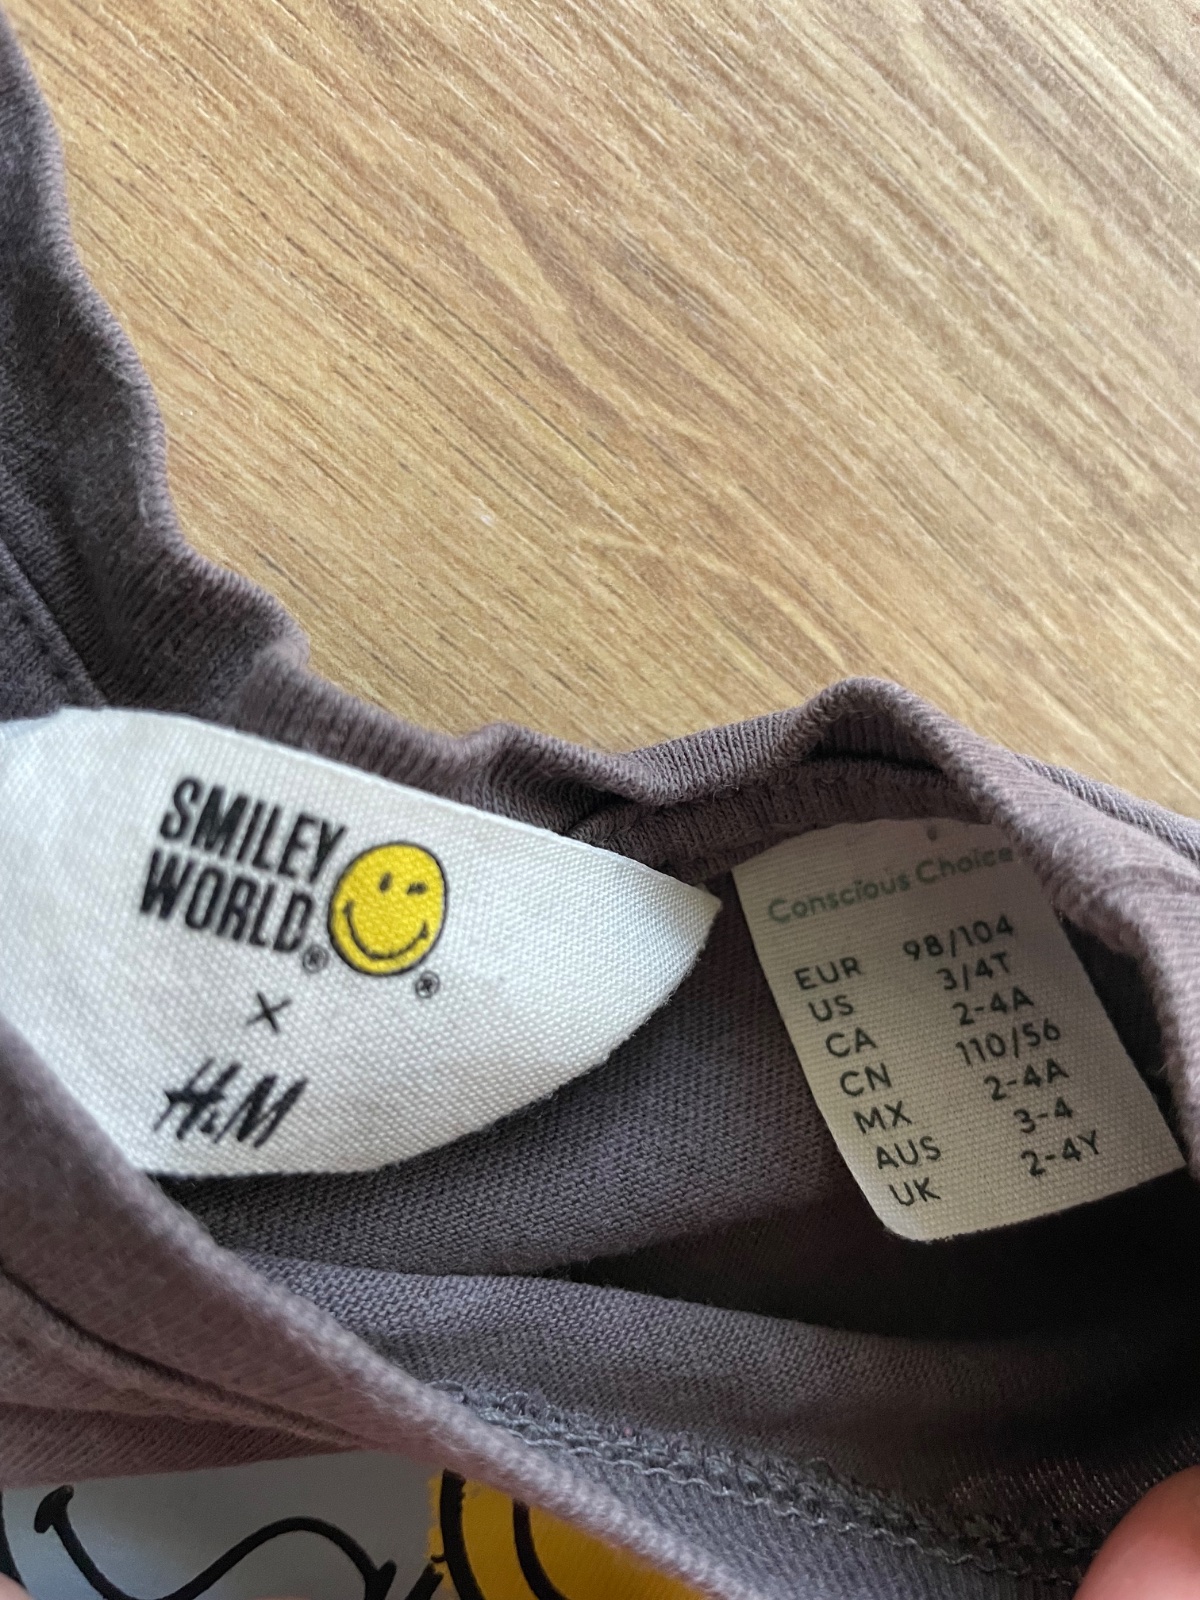 SMILEY
WORLD®
®
×
H&M
Conscious Choice
EUR 98/104
US 3/4T
CA 2-4A
CN 110/56
MX 2-4A
AUS 3-4
UK 2-4Y